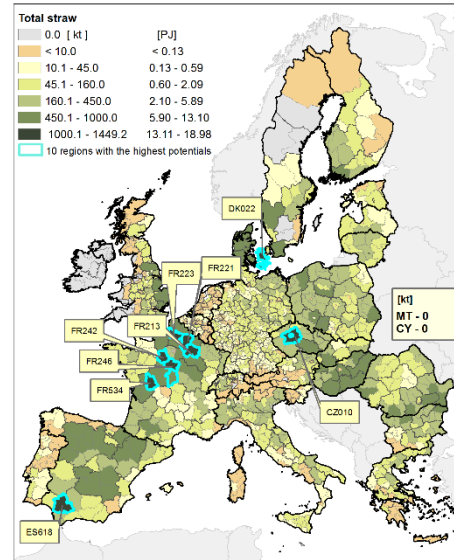 Total straw
0.0 [ kt ] [PJ]
< 10.0 < 0.13
10.1 - 45.0 0.13 - 0.59
45.1 - 160.0 0.60 - 2.09
160.1 - 450.0 2.10 - 5.89
450.1 - 1000.0 5.90 - 13.10
1000.1 - 1449.2 13.11 - 18.98
10 regions with the highest potentials
DK022
FR223
FR221
[kt]
MT - 0
CY - 0
FR242
FR213
FR246
FR534
CZ010
ES618